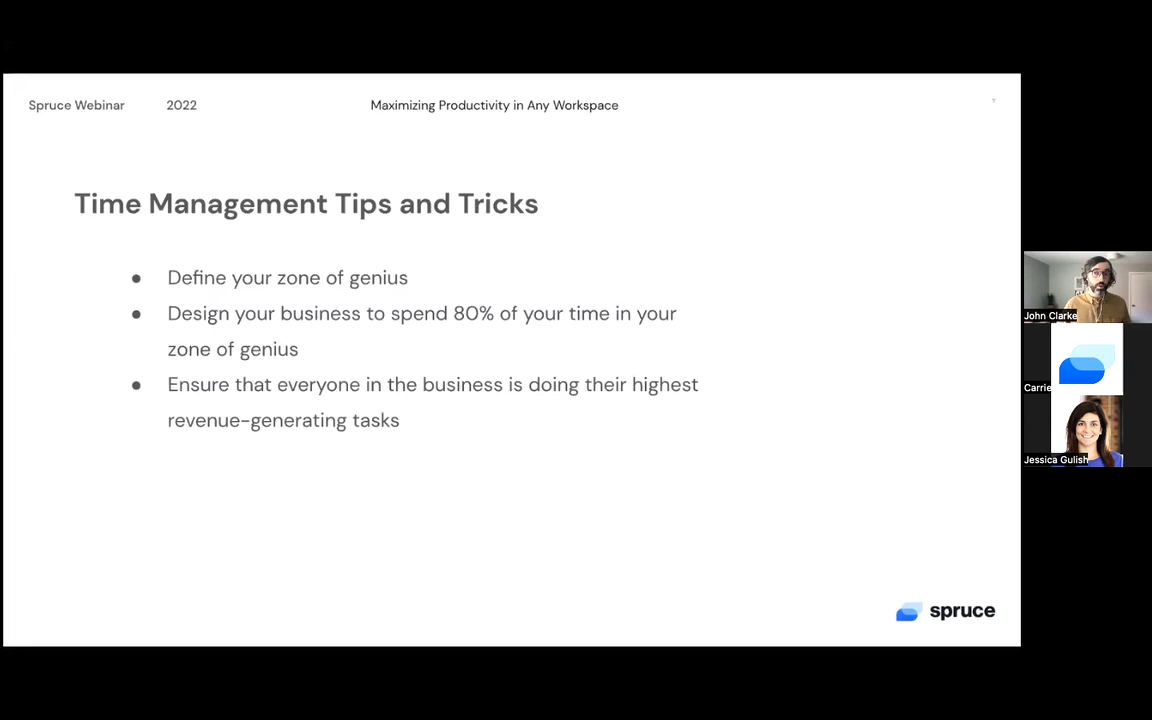 Spruce Webinar 2022 Maximizing Productivity in Any Workspace
Time Management Tips and Tricks
● Define your zone of genius
● Design your business to spend 80% of your time in your
zone of genius
● Ensure that everyone in the business is doing their highest
revenue-generating tasks
John Clarke
Carrie
Jessica Gulish
spruce